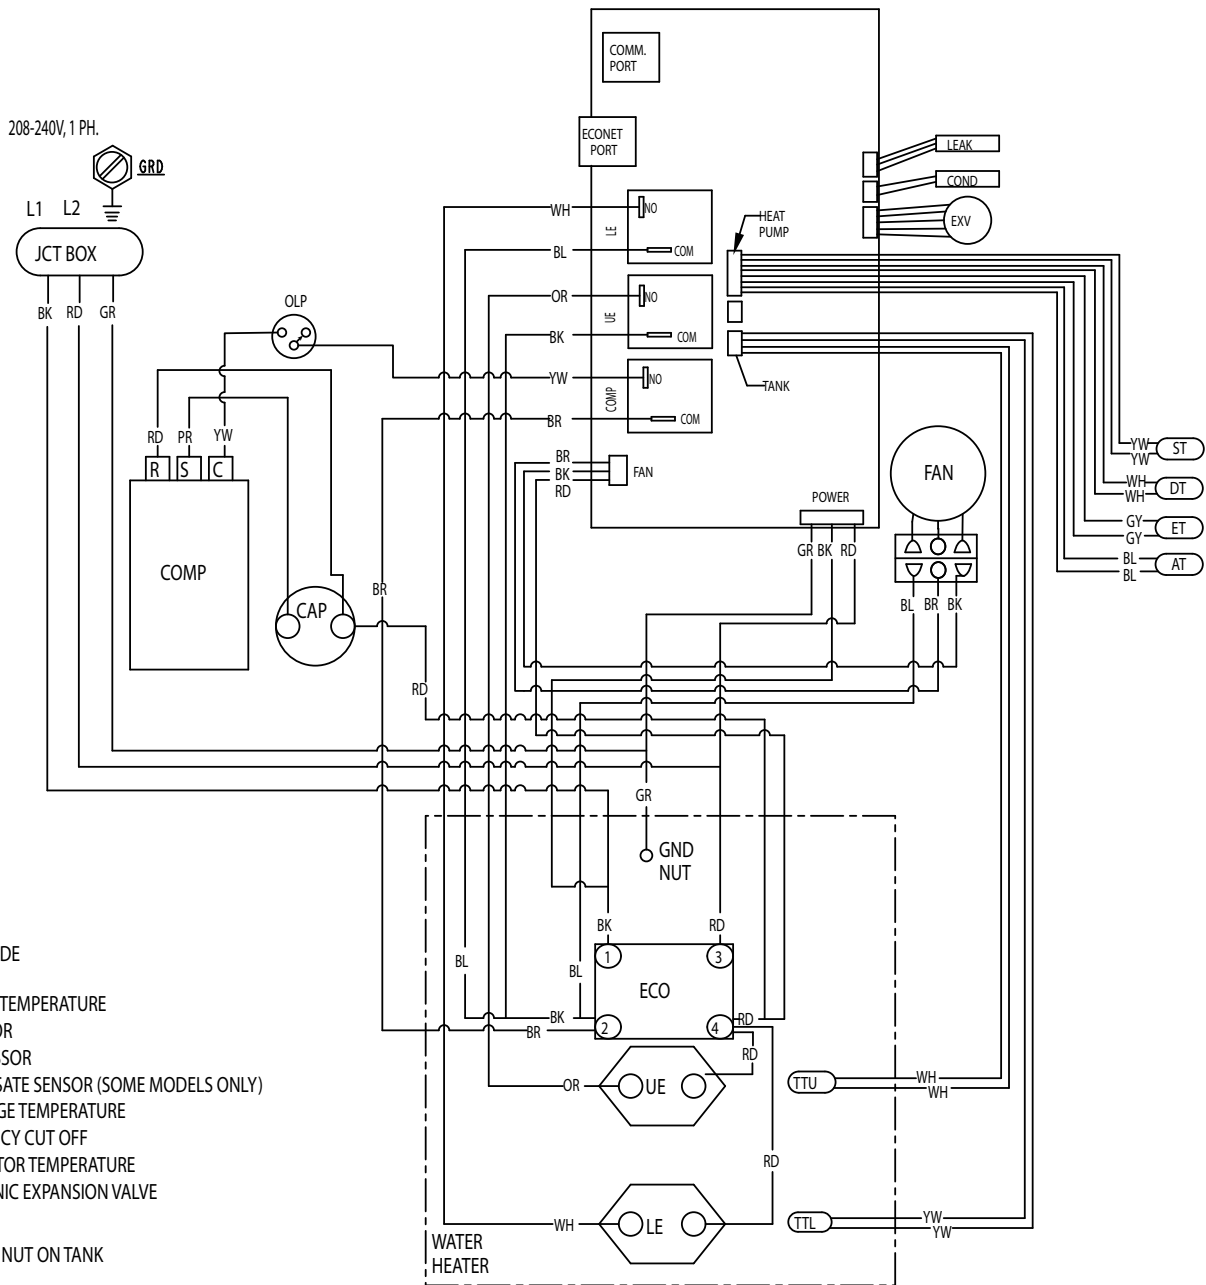 COMM.
PORT
208-240V, 1 PH.
ECONET
PORT
GRD
LEAK
COND
EXV
L1 L2
JCT BOX
WH
NO
LE
BL
COM
HEAT
PUMP
BK RD GR
OLP
OR
NO
UE
BK
COM
YW
NO
TANK
COMP
BR
COM
RD PR YW
R S C
BR
BK
RD
FAN
FAN
YW
YW
ST
WH
WH
DT
GY
GY
ET
BL
BL
AT
POWER
GR BK RD
COMP
CAP
BR
BL BR BK
RD
GR
GND
NUT
BK
RD
BL
BL
1
3
ECO
BK
BR
2
4
RD
RD
OR
UE
TTU
WH
WH
RD
WH
LE
TTL
YW
YW
WATER
HEATER
DE
TEMPERATURE
OR
SSOR
SATE SENSOR (SOME MODELS ONLY)
GE TEMPERATURE
CY CUT OFF
TOR TEMPERATURE
NIC EXPANSION VALVE
NUT ON TANK